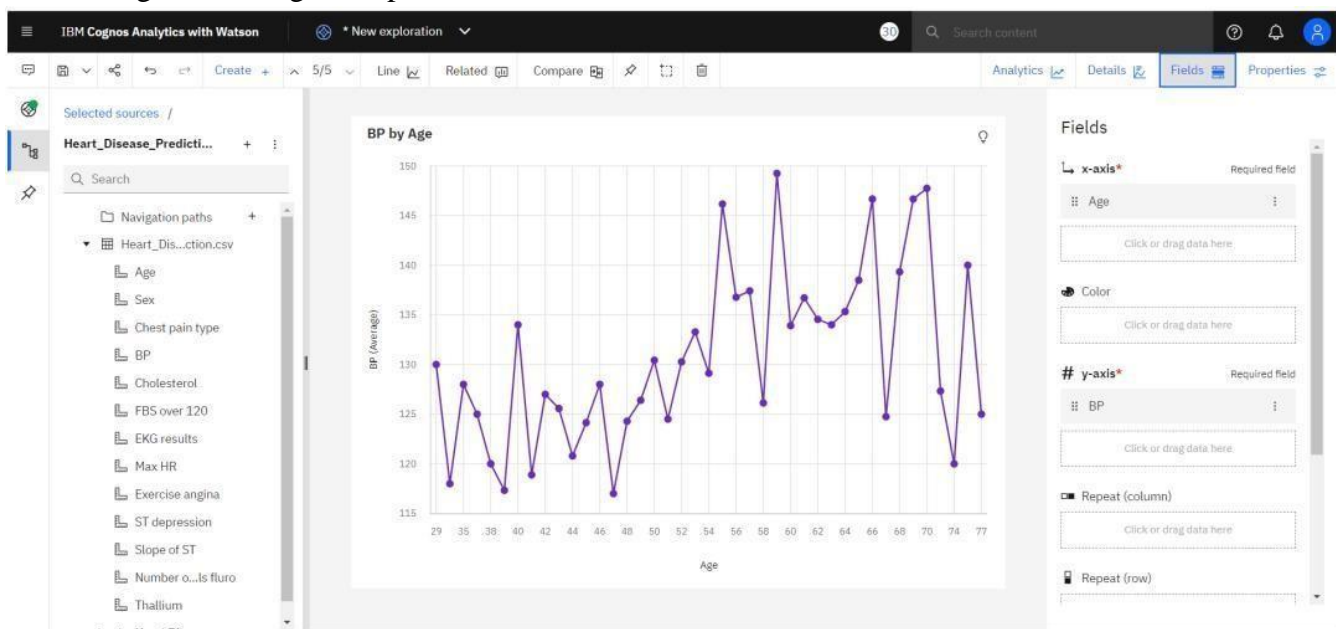 IBM Cognos Analytics with Watson
* New exploration
30
Search content
Create +
5/5
Line
Related
Compare
Analytics
Details
Fields
Properties
Selected sources /
Heart_Disease_Predicti...
Search
Navigation paths
Heart_Dis...ction.csv
Age
Sex
Chest pain type
BP
Cholesterol
FBS over 120
EKG results
Max HR
Exercise angina
ST depression
Slope of ST
Number o...ls fluro
Thallium
BP by Age
BP (Average)
150
145
140
135
130
125
120
115
29 35 38 40 42 44 46 48 50 52 54 56 58 60 62 64 66 68 70 74 77
Age
Fields
x-axis* Required field
Age
Click or drag data here
Color
Click or drag data here
# y-axis* Required field
BP
Click or drag data here
Repeat (column)
Click or drag data here
Repeat (row)